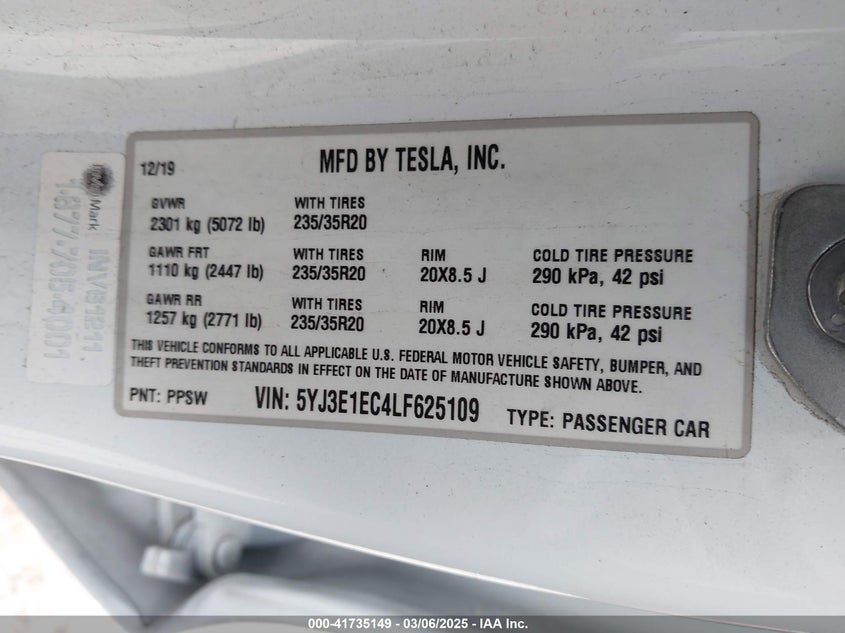 12/19
MFD BY TESLA, INC.
GVWR
2301 kg (5072 lb)
WITH TIRES
235/35R20
GAWR FRT
1110 kg (2447 lb)
WITH TIRES
235/35R20
RIM
20X8.5 J
COLD TIRE PRESSURE
290 kPa, 42 psi
GAWR RR
1257 kg (2771 lb)
WITH TIRES
235/35R20
RIM
20X8.5 J
COLD TIRE PRESSURE
290 kPa, 42 psi
THIS VEHICLE CONFORMS TO ALL APPLICABLE U.S. FEDERAL MOTOR VEHICLE SAFETY, BUMPER, AND
THEFT PREVENTION STANDARDS IN EFFECT ON THE DATE OF MANUFACTURE SHOWN ABOVE.
PNT: PPSW
VIN: 5YJ3E1EC4LF625109
TYPE: PASSENGER CAR
Mark
000-41735149 - 03/06/2025 - IAA Inc.